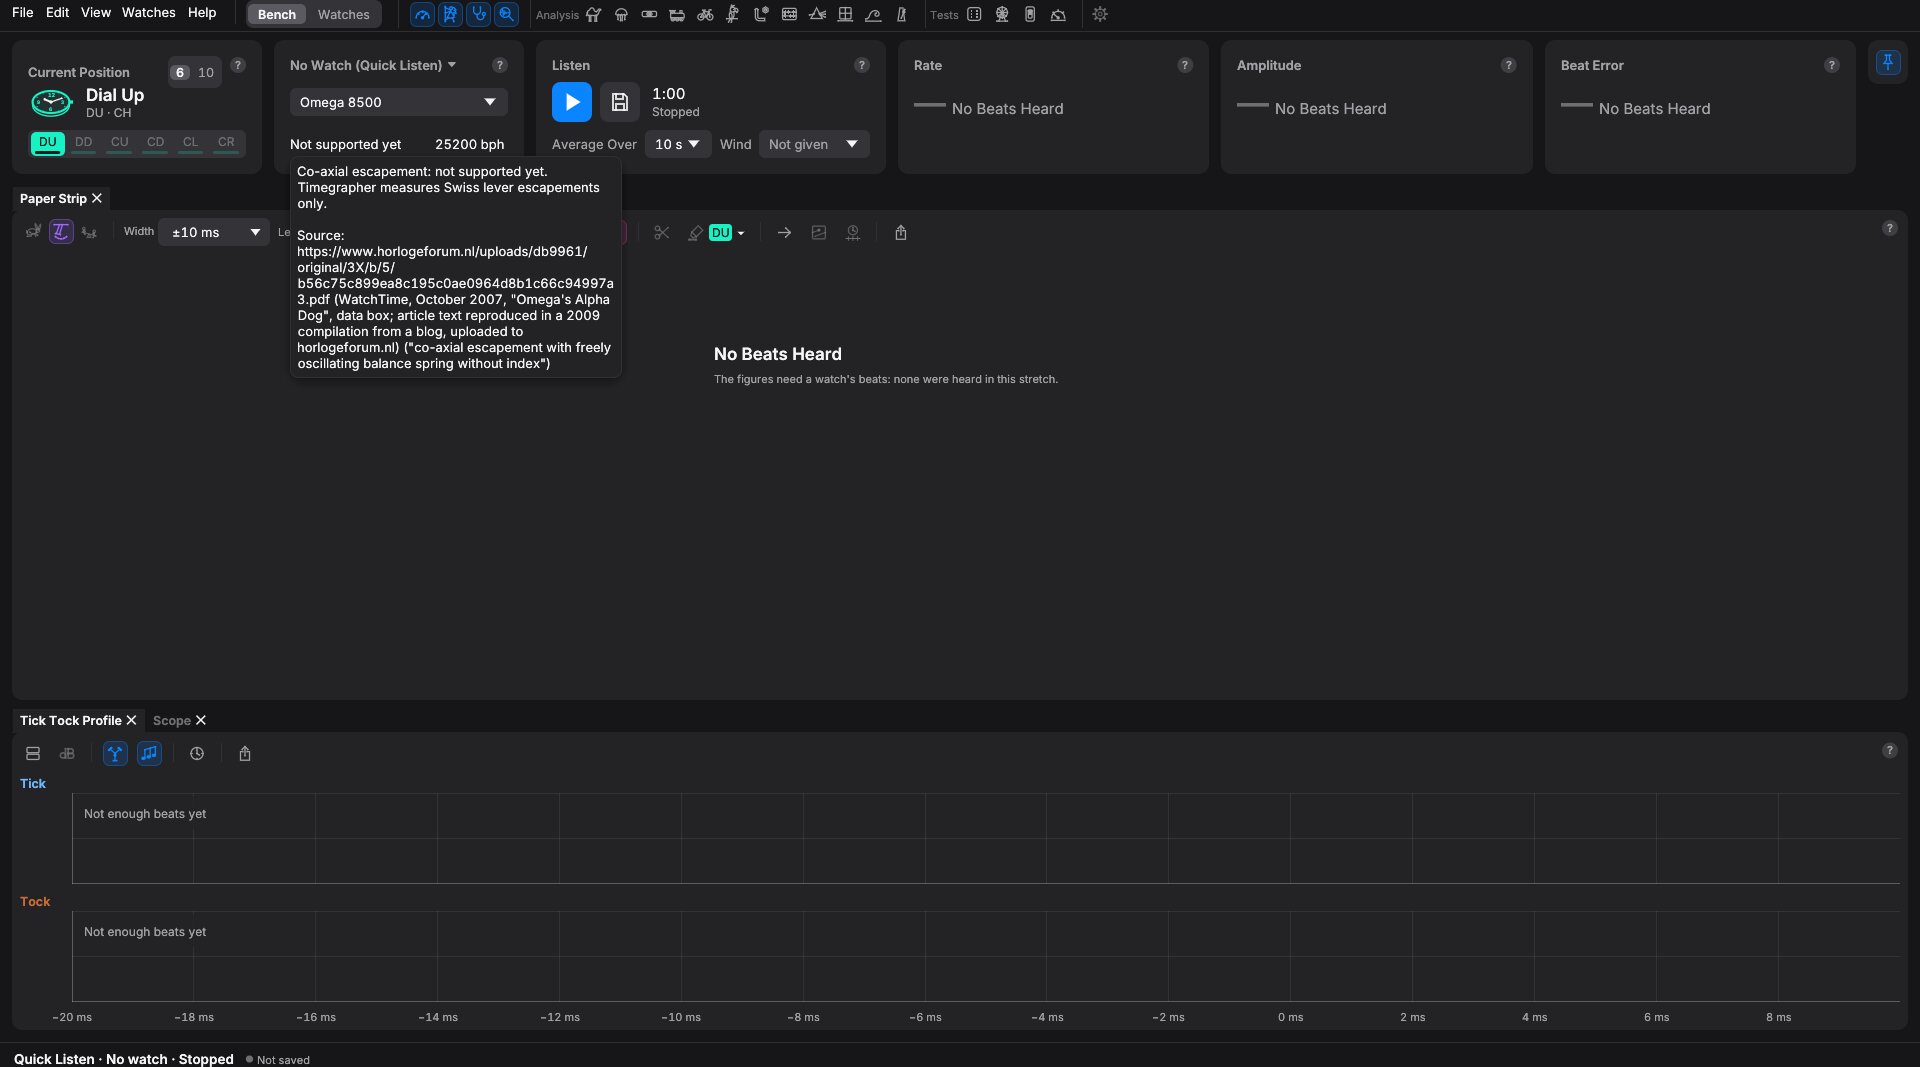 File Edit View Watches Help
Bench Watches
Analysis
Tests
Current Position
6 10
?
Dial Up
DU · CH
DU DD CU CD CL CR
No Watch (Quick Listen)
?
Omega 8500
Not supported yet 25200 bph
Listen
?
1:00
Stopped
Average Over 10 s Wind Not given
Rate
?
No Beats Heard
Amplitude
?
No Beats Heard
Beat Error
?
No Beats Heard
Co-axial escapement: not supported yet.
Timegrapher measures Swiss lever escapements
only.
Source:
https://www.horlogeforum.nl/uploads/db9961/
original/3X/b/5/
b56c75c899ea8c195c0ae0964d8b1c66c94997a
3.pdf (WatchTime, October 2007, "Omega's Alpha
Dog", data box; article text reproduced in a 2009
compilation from a blog, uploaded to
horlogeforum.nl) ("co-axial escapement with freely
oscillating balance spring without index")
Paper Strip
Width ±10 ms Le
DU
?
No Beats Heard
The figures need a watch's beats: none were heard in this stretch.
Tick Tock Profile Scope
dB
?
Tick
Not enough beats yet
Tock
Not enough beats yet
−20 ms −18 ms −16 ms −14 ms −12 ms −10 ms −8 ms −6 ms −4 ms −2 ms 0 ms 2 ms 4 ms 6 ms 8 ms
Quick Listen · No watch · Stopped Not saved